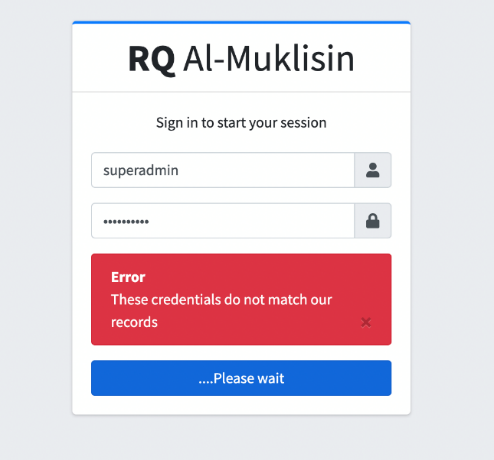 RQ Al-Muklisin
Sign in to start your session
superadmin
••••••••••
Error
These credentials do not match our
records
×
....Please wait